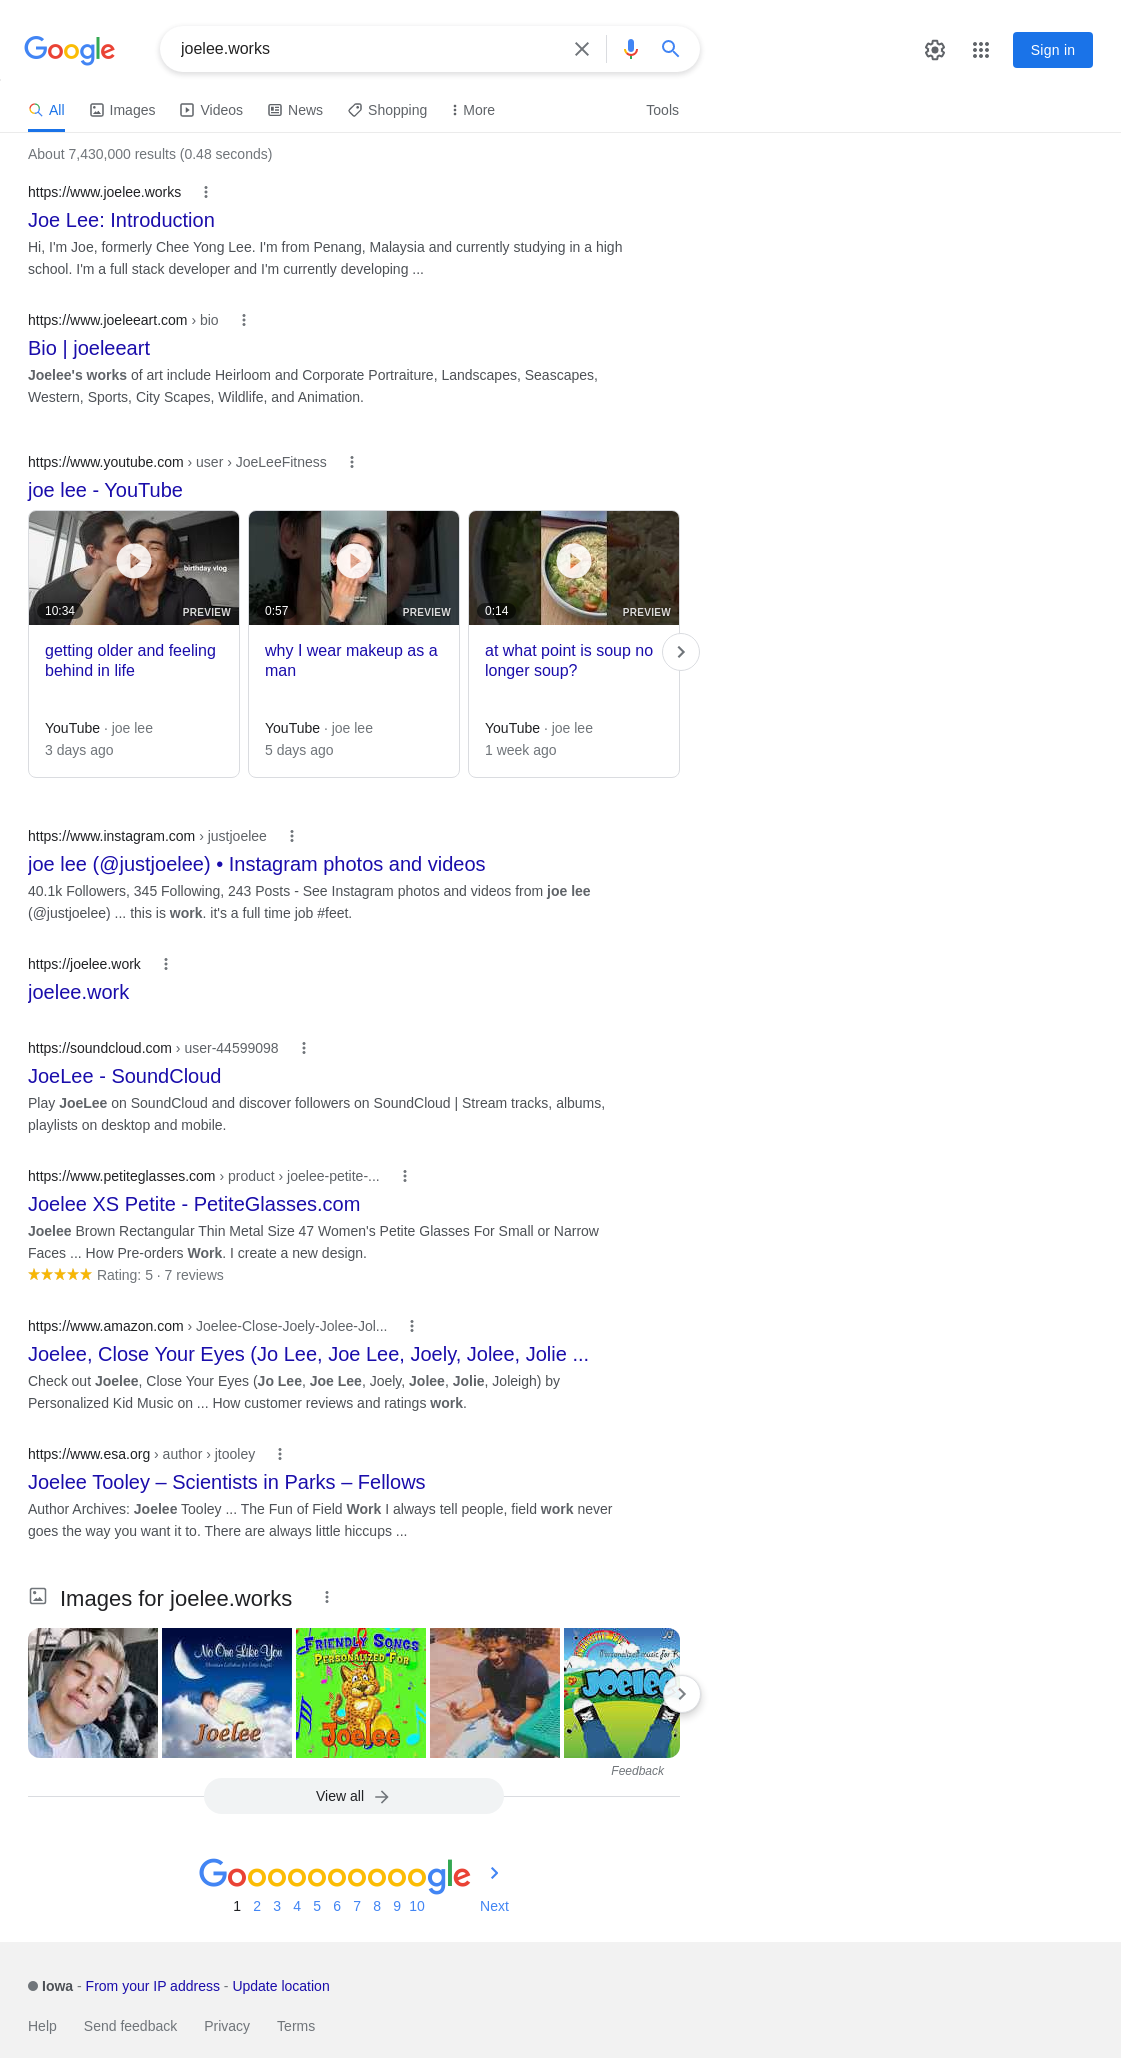 Google
joelee.works
Sign in
All
Images
Videos
News
Shopping
More
Tools
About 7,430,000 results (0.48 seconds)
https://www.joelee.works
Joe Lee: Introduction
Hi, I'm Joe, formerly Chee Yong Lee. I'm from Penang, Malaysia and currently studying in a high
school. I'm a full stack developer and I'm currently developing ...
https://www.joeleeart.com › bio
Bio | joeleeart
Joelee's works of art include Heirloom and Corporate Portraiture, Landscapes, Seascapes,
Western, Sports, City Scapes, Wildlife, and Animation.
https://www.youtube.com › user › JoeLeeFitness
joe lee - YouTube
birthday vlog
10:34
PREVIEW
getting older and feeling
behind in life
YouTube · joe lee
3 days ago
0:57
PREVIEW
why I wear makeup as a
man
YouTube · joe lee
5 days ago
0:14
PREVIEW
at what point is soup no
longer soup?
YouTube · joe lee
1 week ago
https://www.instagram.com › justjoelee
joe lee (@justjoelee) • Instagram photos and videos
40.1k Followers, 345 Following, 243 Posts - See Instagram photos and videos from joe lee
(@justjoelee) ... this is work. it's a full time job #feet.
https://joelee.work
joelee.work
https://soundcloud.com › user-44599098
JoeLee - SoundCloud
Play JoeLee on SoundCloud and discover followers on SoundCloud | Stream tracks, albums,
playlists on desktop and mobile.
https://www.petiteglasses.com › product › joelee-petite-...
Joelee XS Petite - PetiteGlasses.com
Joelee Brown Rectangular Thin Metal Size 47 Women's Petite Glasses For Small or Narrow
Faces ... How Pre-orders Work. I create a new design.
Rating: 5 · 7 reviews
https://www.amazon.com › Joelee-Close-Joely-Jolee-Jol...
Joelee, Close Your Eyes (Jo Lee, Joe Lee, Joely, Jolee, Jolie ...
Check out Joelee, Close Your Eyes (Jo Lee, Joe Lee, Joely, Jolee, Jolie, Joleigh) by
Personalized Kid Music on ... How customer reviews and ratings work.
https://www.esa.org › author › jtooley
Joelee Tooley – Scientists in Parks – Fellows
Author Archives: Joelee Tooley ... The Fun of Field Work I always tell people, field work never
goes the way you want it to. There are always little hiccups ...
Images for joelee.works
No One Like You
Christian Lullabies for Little Angels
Joelee
Friendly Songs
Personalized For
Joelee
Personalized music for K
Joelee
Feedback
View all
Goooooooooogle
1 2 3 4 5 6 7 8 9 10 Next
Iowa - From your IP address - Update location
Help
Send feedback
Privacy
Terms